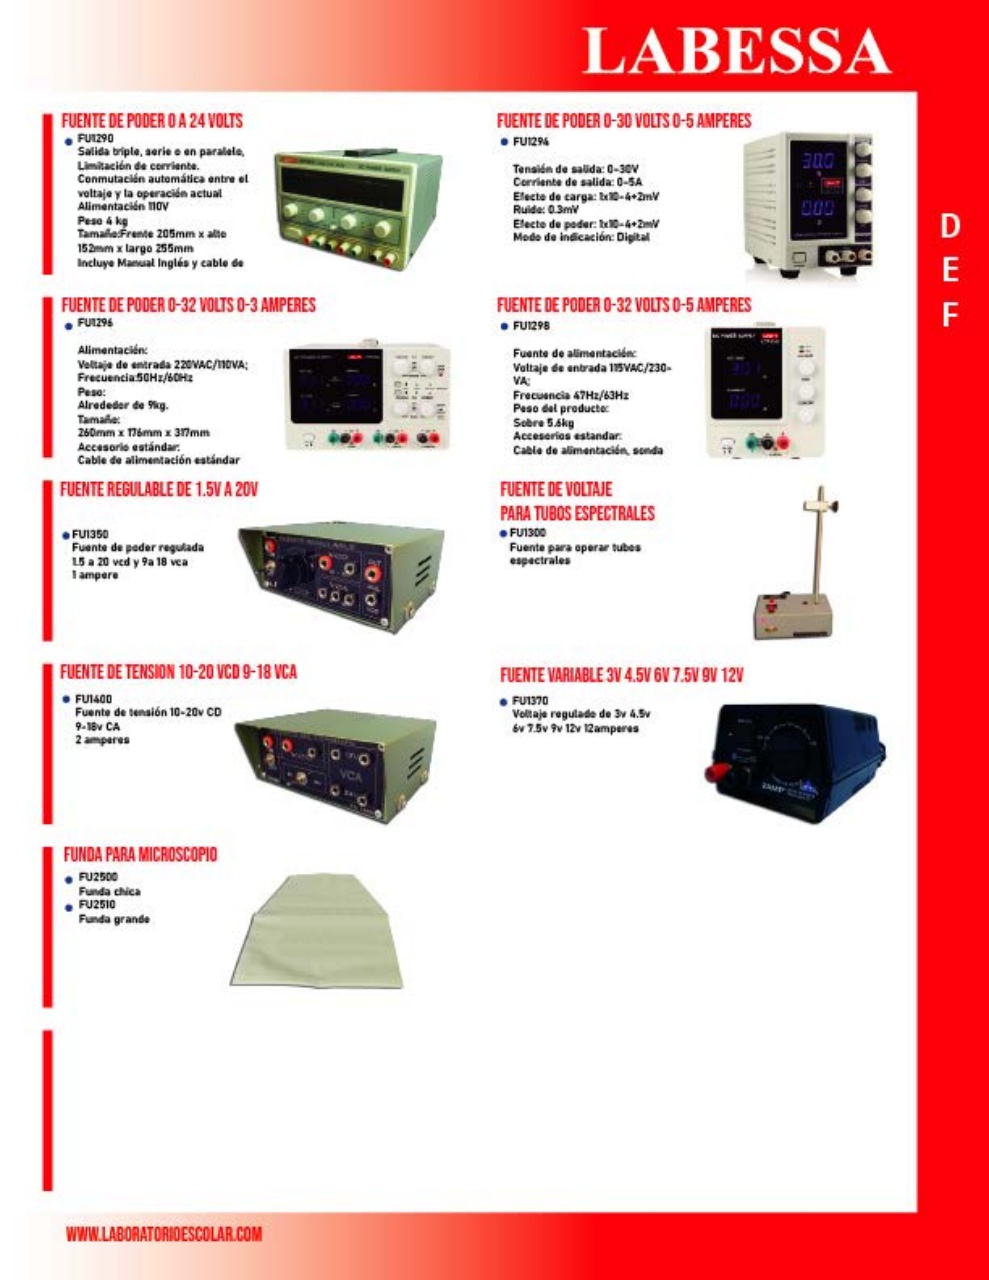 LABESSA
FUENTE DE PODER 0 A 24 VOLTS
FU1290
Salida triple, serie o en paralelo,
Limitación de corriente.
Conmutación automática entre el
voltaje y la operación actual
Alimentación 110V
Peso 4 kg
Tamaño:Frente 205mm x alto
152mm x largo 255mm
Incluye Manual Inglés y cable de
FUENTE DE PODER 0-30 VOLTS 0-5 AMPERES
FU1294
Tensión de salida: 0-30V
Corriente de salida: 0-5A
Efecto de carga: 1x10-4+2mV
Ruido: 0.3mV
Efecto de poder: 1x10-4+2mV
Modo de indicación: Digital
30.0
0.00
D
E
F
FUENTE DE PODER 0-32 VOLTS 0-3 AMPERES
FU1296
Alimentación:
Voltaje de entrada 220VAC/110VA;
Frecuencia:50Hz/60Hz
Peso:
Alrededor de 9kg.
Tamaño:
260mm x 176mm x 317mm
Accesorio estándar:
Cable de alimentación estándar
FUENTE DE PODER 0-32 VOLTS 0-5 AMPERES
FU1298
Fuente de alimentación:
Voltaje de entrada 115VAC/230-
VA;
Frecuencia 47Hz/63Hz
Peso del producto:
Sobre 5.6kg
Accesorios estandar:
Cable de alimentación, sonda
FUENTE REGULABLE DE 1.5V A 20V
FU1350
Fuente de poder regulada
1.5 a 20 vcd y 9a 18 vca
1 ampere
FUENTE DE VOLTAJE
PARA TUBOS ESPECTRALES
FU1300
Fuente para operar tubos
espectrales
FUENTE DE TENSION 10-20 VCD 9-18 VCA
FU1400
Fuente de tensión 10-20v CD
9-18v CA
2 amperes
VCA
FUENTE VARIABLE 3V 4.5V 6V 7.5V 9V 12V
FU1370
Voltaje regulado de 3v 4.5v
6v 7.5v 9v 12v 12amperes
FUNDA PARA MICROSCOPIO
FU2500
Funda chica
FU2510
Funda grande
WWW.LABORATORIOESCOLAR.COM